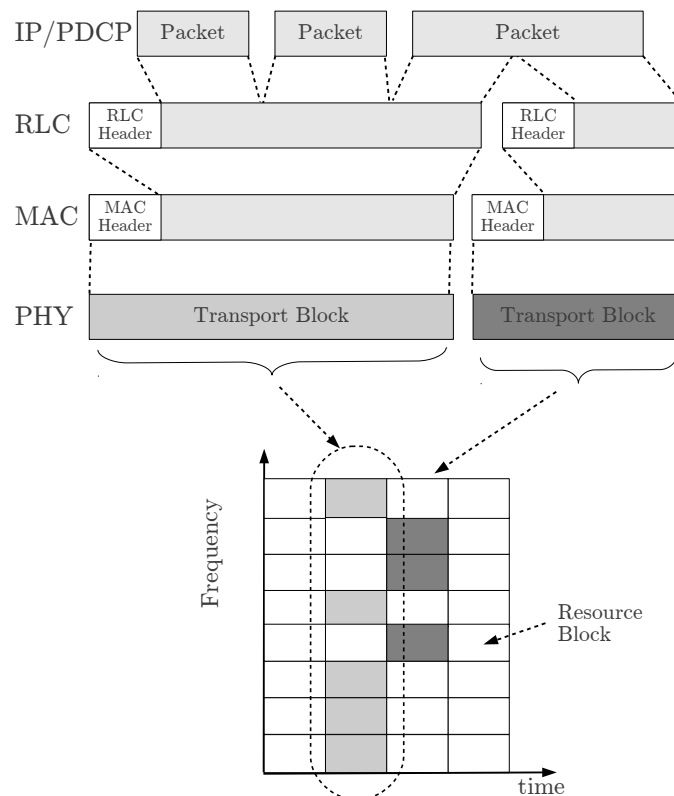 IP/PDCP
Packet
Packet
Packet
RLC
RLC
Header
RLC
Header
MAC
MAC
Header
MAC
Header
PHY
Transport Block
Transport Block
Frequency
Resource
Block
time